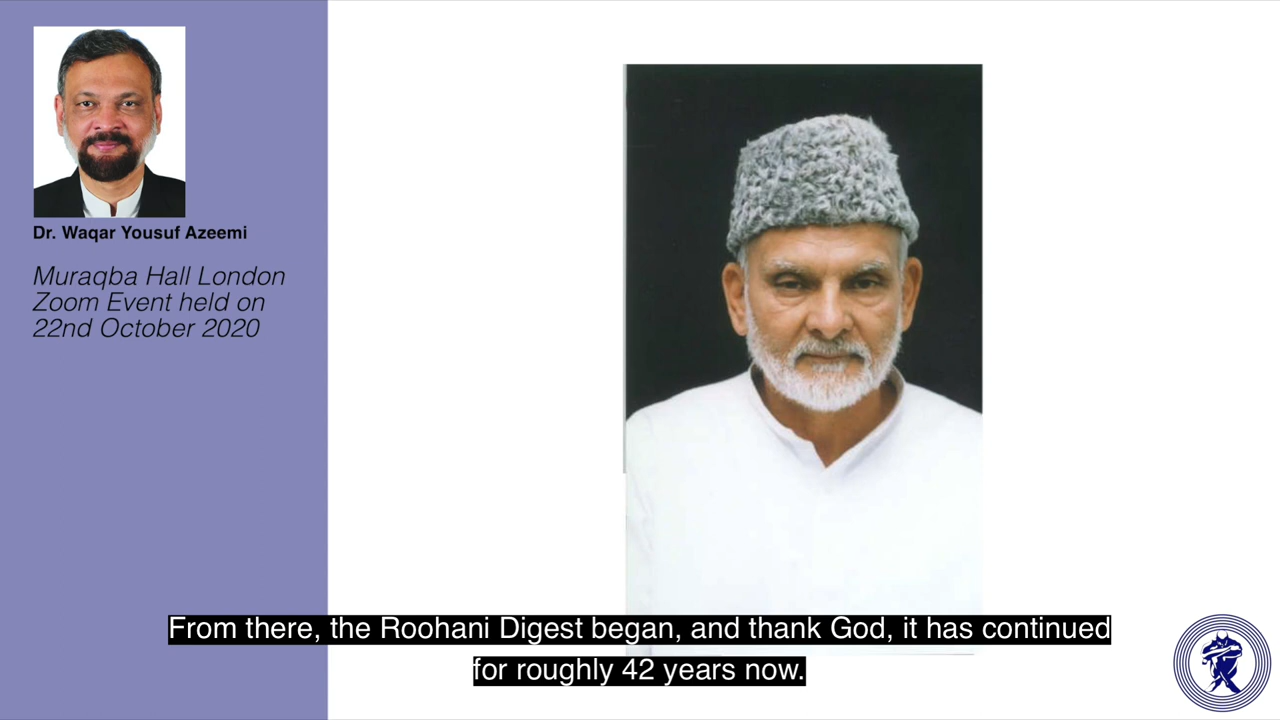 Dr. Waqar Yousuf Azeemi
Muraqba Hall London
Zoom Event held on
22nd October 2020
From there, the Roohani Digest began, and thank God, it has continued
for roughly 42 years now.